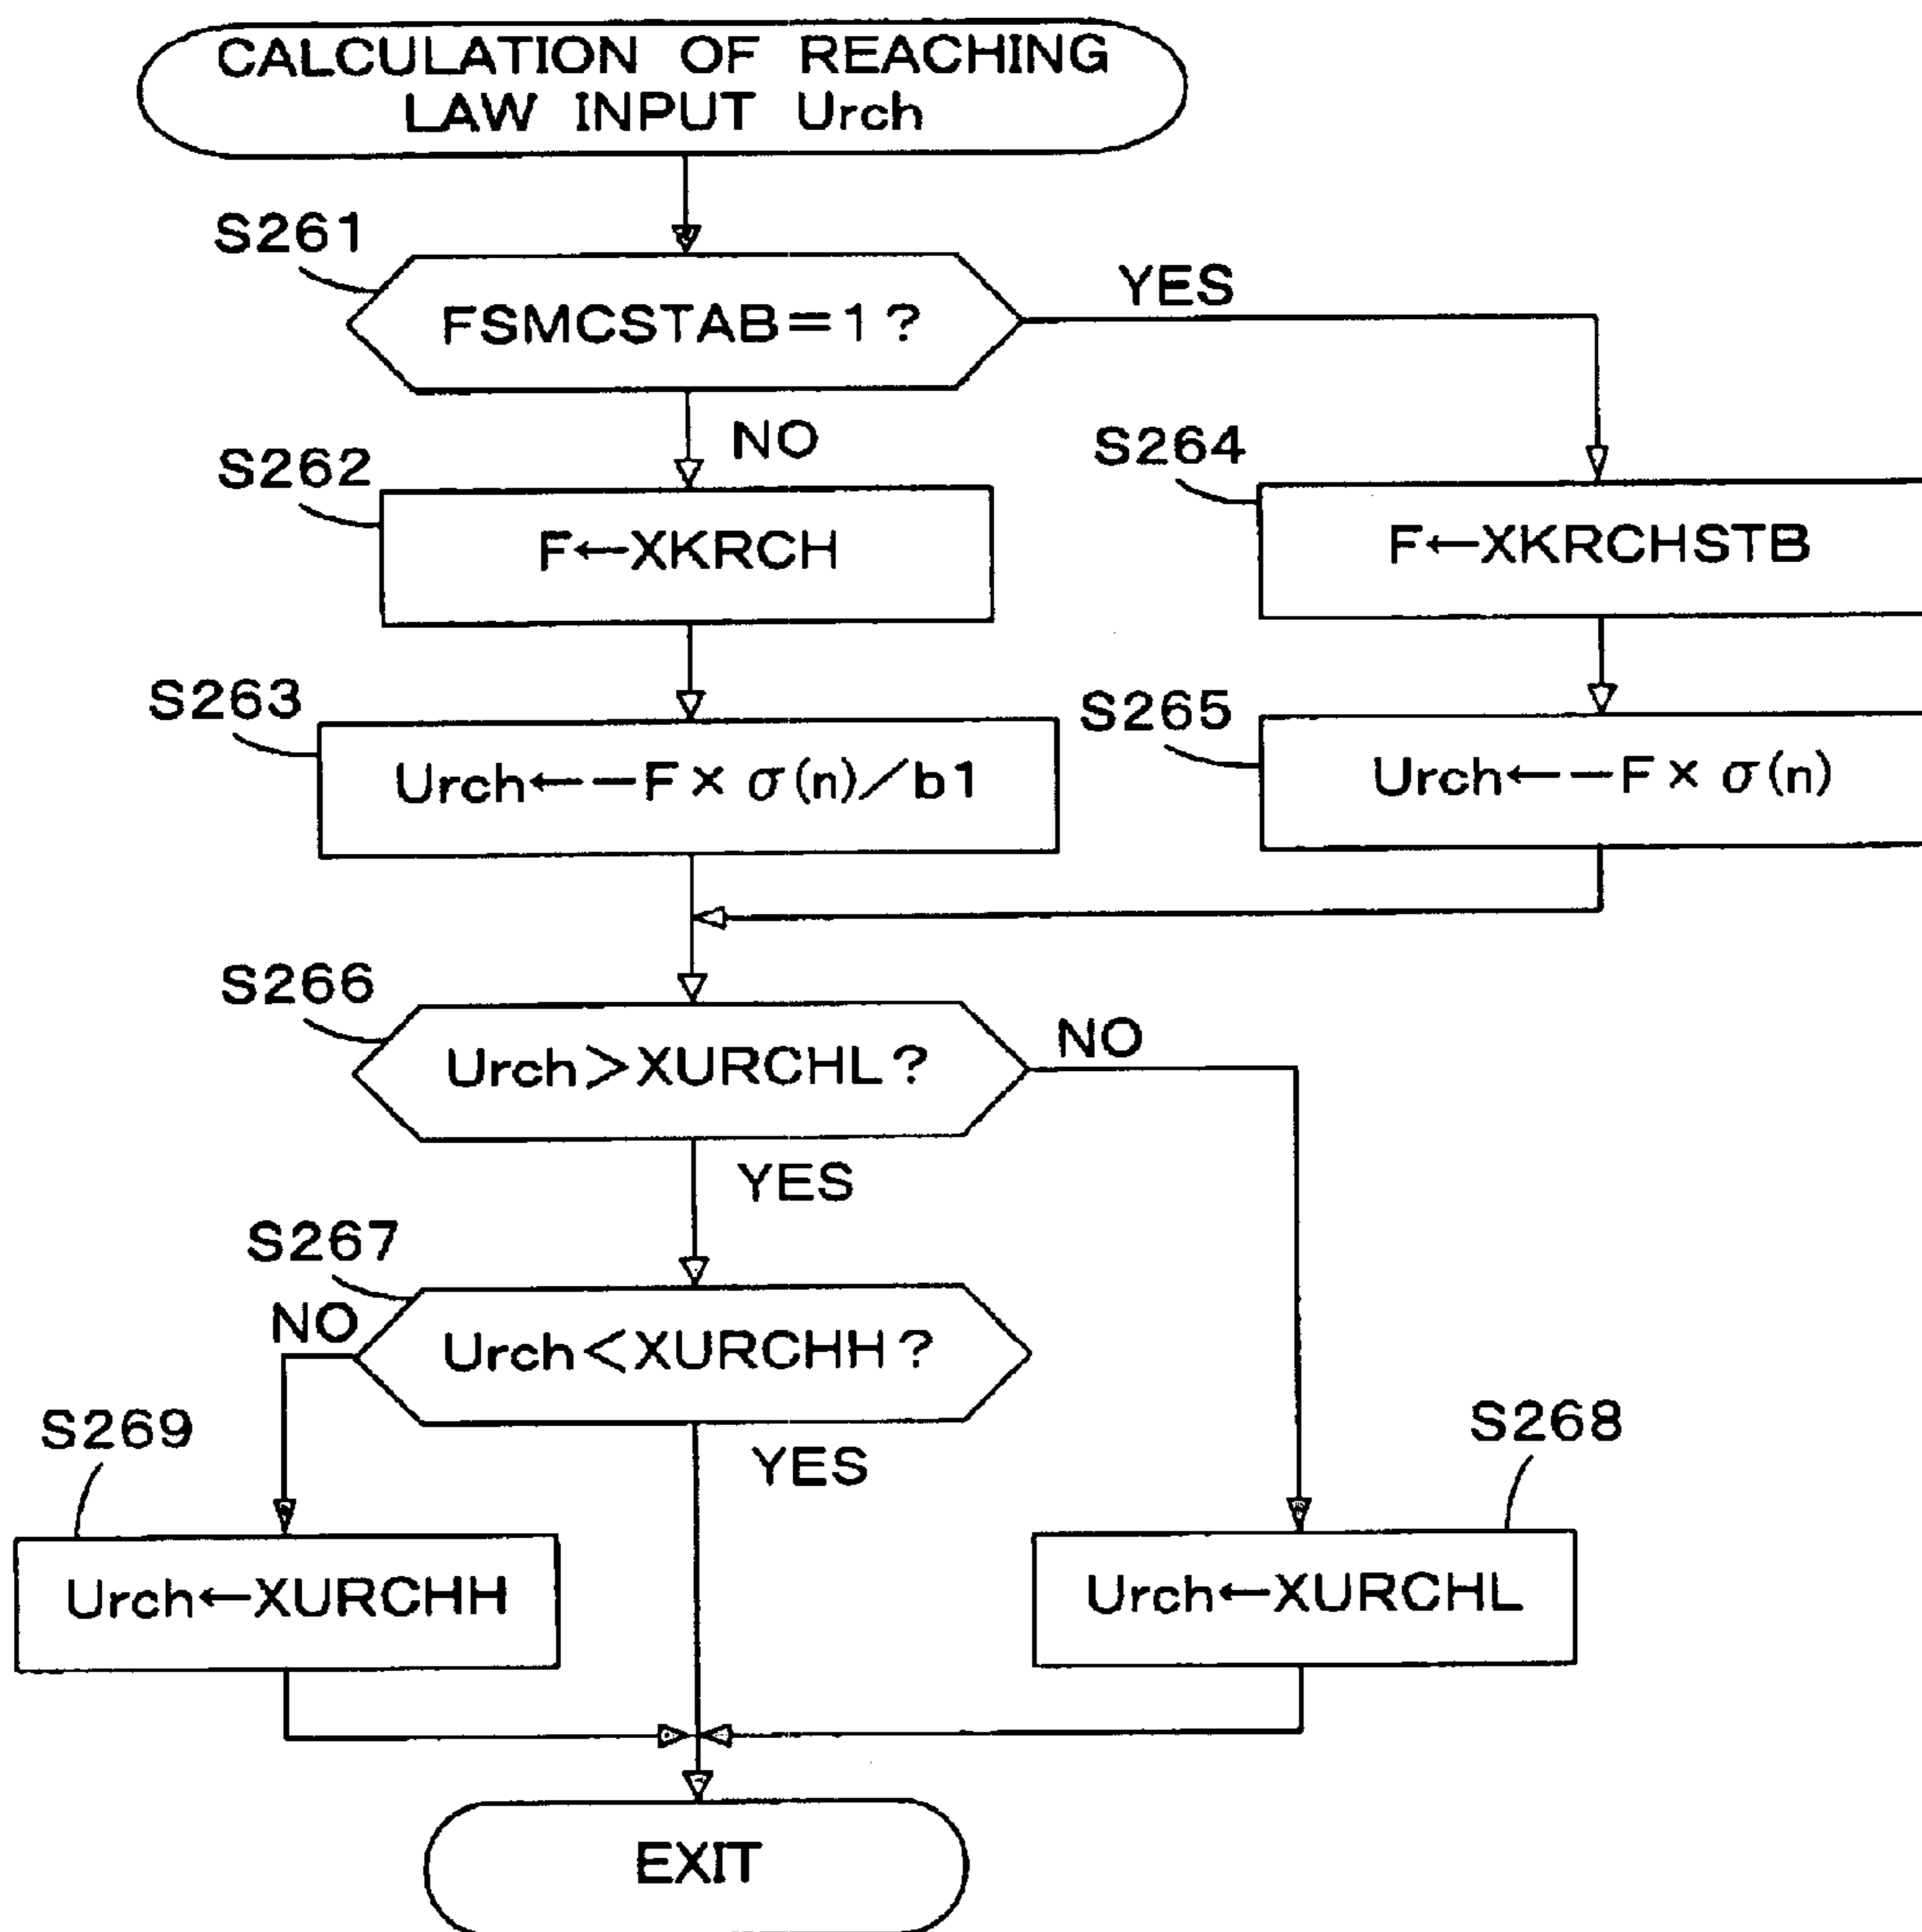 CALCULATION OF REACHING
LAW INPUT Urch
S261
FSMCSTAB=1?
YES
NO
S262
F←XKRCH
S264
F←XKRCHSTB
S263
Urch←−F×σ(n)/b1
S265
Urch←−F×σ(n)
S266
Urch>XURCHL?
NO
YES
S267
NO
Urch<XURCHH?
YES
S269
Urch←XURCHH
S268
Urch←XURCHL
EXIT